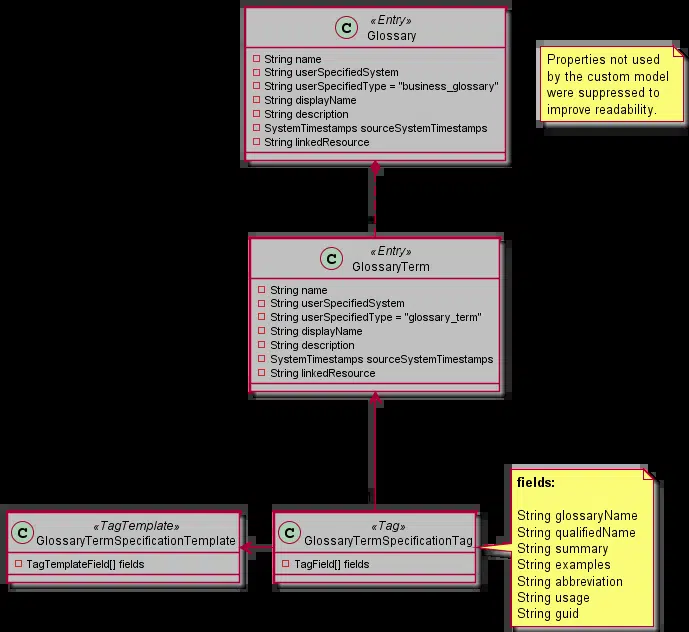 C
«Entry»
Glossary
String name
String userSpecifiedSystem
String userSpecifiedType = "business_glossary"
String displayName
String description
SystemTimestamps sourceSystemTimestamps
String linkedResource
Properties not used
by the custom model
were suppressed to
improve readability.
C
«Entry»
GlossaryTerm
String name
String userSpecifiedSystem
String userSpecifiedType = "glossary_term"
String displayName
String description
SystemTimestamps sourceSystemTimestamps
String linkedResource
C
«TagTemplate»
GlossaryTermSpecificationTemplate
TagTemplateField[] fields
C
«Tag»
GlossaryTermSpecificationTag
TagField[] fields
fields:
String glossaryName
String qualifiedName
String summary
String examples
String abbreviation
String usage
String guid